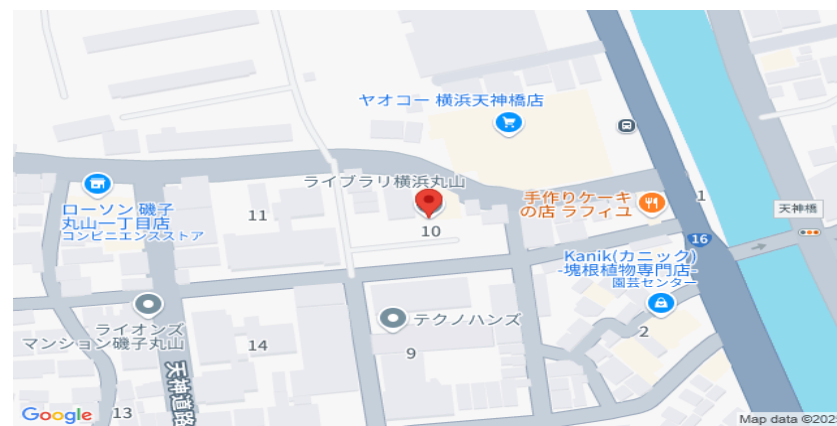 ヤオコー 横浜天神橋店
ライブラリ横浜丸山
ローソン 磯子
丸山一丁目店
コンビニエンスストア
11
10
手作りケーキ
の店 ラフィユ
1
天神橋
16
Kanik(カニック)
-塊根植物専門店-
園芸センター
ライオンズ
マンション磯子丸山
テクノハンズ
2
14
9
天神道路
13
Google
Map data ©202